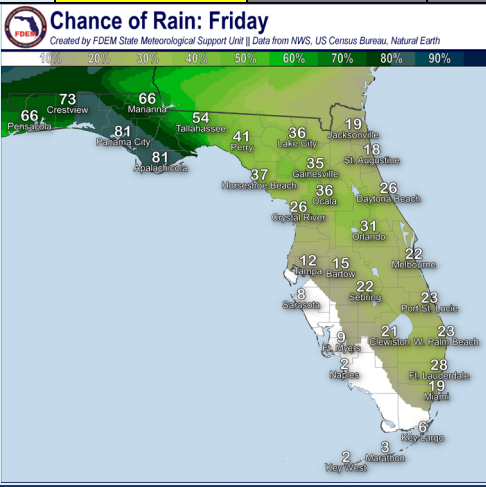 Chance of Rain: Friday
FDEM
Created by FDEM State Meteorological Support Unit || Data from NWS, US Census Bureau, Natural Earth
10% 20% 30% 40% 50% 60% 70% 80% 90%
66
Pensacola
73
Crestview
66
Marianna
81
Panama City
81
Apalachicola
54
Tallahassee
41
Perry
36
Lake City
19
Jacksonville
18
St. Augustine
35
Gainesville
37
Horseshoe Beach
36
Ocala
26
Daytona Beach
26
Crystal River
31
Orlando
22
Melbourne
12
Tampa
15
Bartow
22
Sebring
8
Sarasota
23
Port St. Lucie
9
Ft. Myers
21
Clewiston
23
W. Palm Beach
2
Naples
28
Ft. Lauderdale
19
Miami
6
Key Largo
3
Marathon
2
Key West